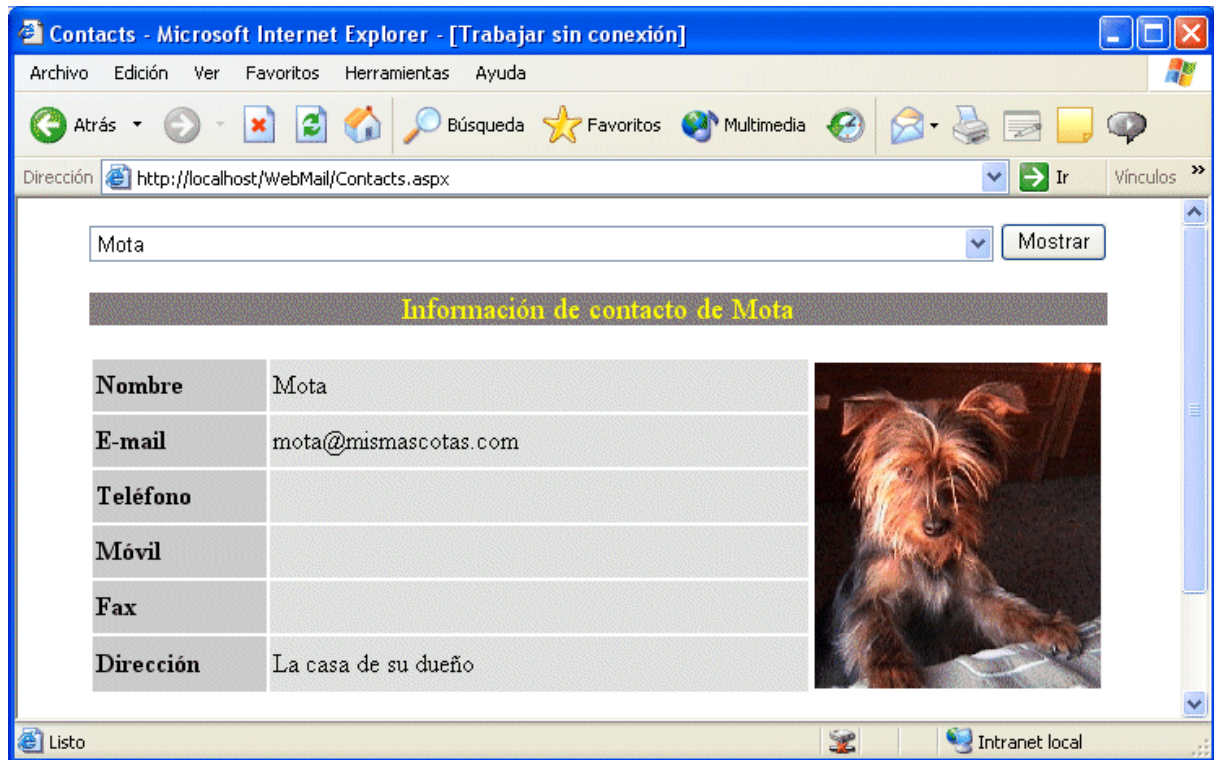 Contacts - Microsoft Internet Explorer - [Trabajar sin conexión]
Archivo Edición Ver Favoritos Herramientas Ayuda
Atrás Búsqueda Favoritos Multimedia
Dirección http://localhost/WebMail/Contacts.aspx Ir Vínculos »
Mota Mostrar
Información de contacto de Mota
Nombre Mota
E-mail mota@mismascotas.com
Teléfono
Móvil
Fax
Dirección La casa de su dueño
Listo Intranet local